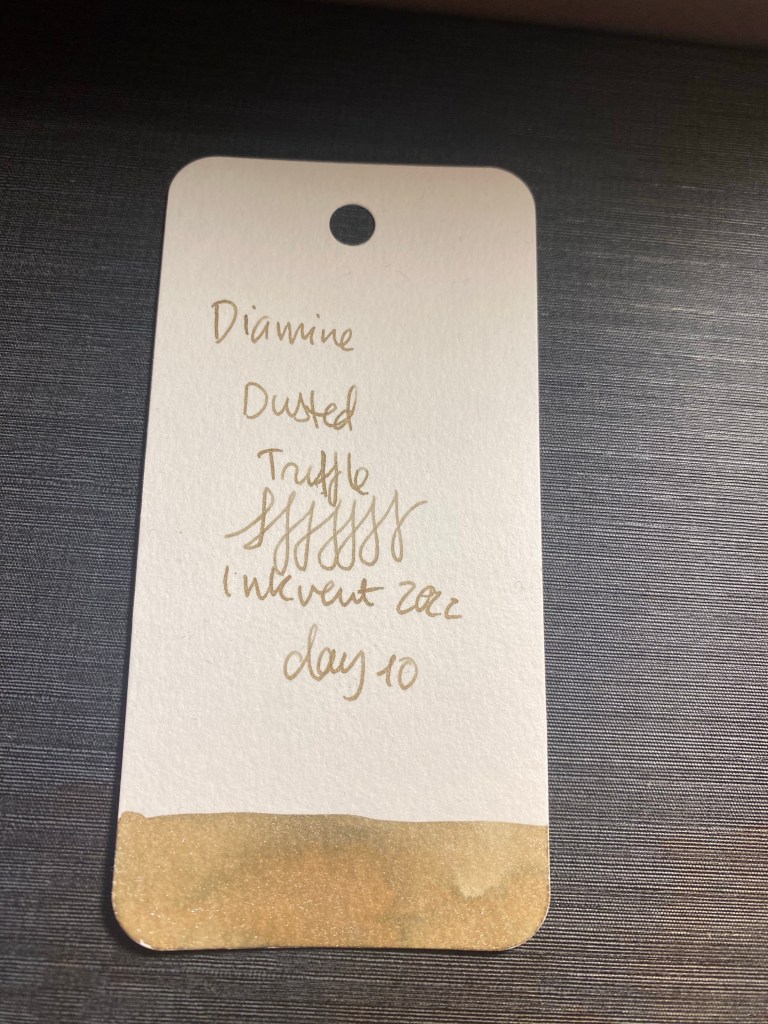 Diamine
Dusted
Truffle
Inkvent 2022
day 10